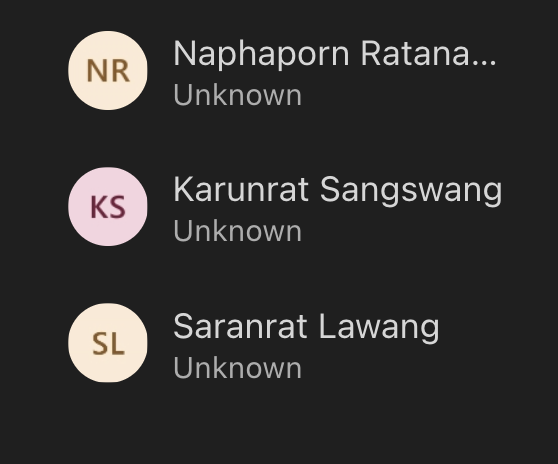 NR
Naphaporn Ratana...
Unknown
KS
Karunrat Sangswang
Unknown
SL
Saranrat Lawang
Unknown